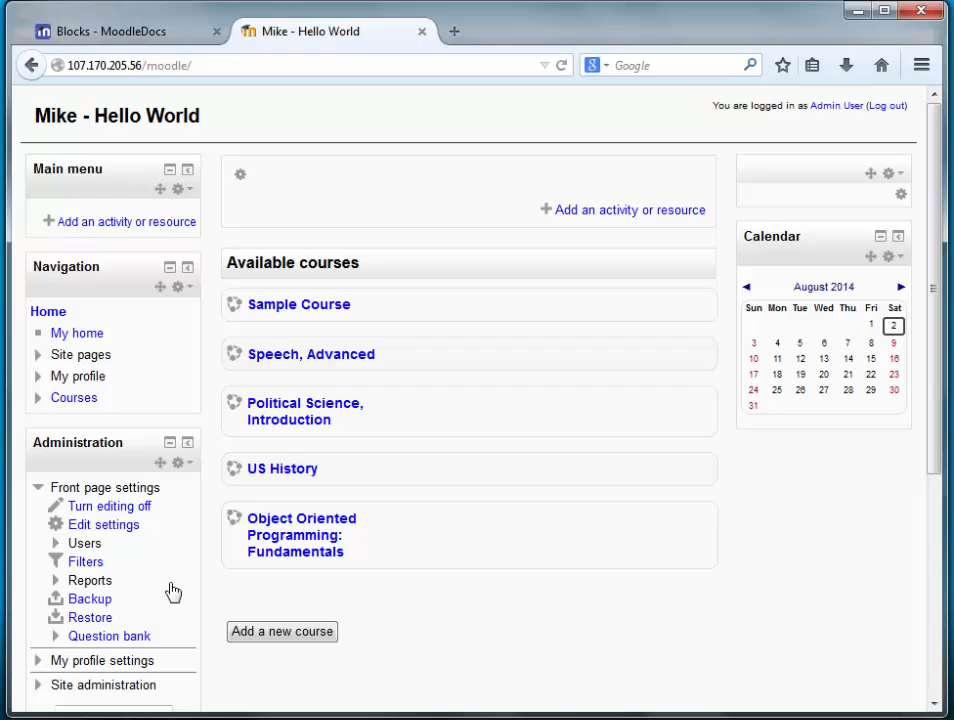 Blocks - MoodleDocs
Mike - Hello World
107.170.205.56/moodle/
Google
You are logged in as Admin User (Log out)
Mike - Hello World
Main menu
Add an activity or resource
Navigation
Home
My home
Site pages
My profile
Courses
Administration
Front page settings
Turn editing off
Edit settings
Users
Filters
Reports
Backup
Restore
Question bank
My profile settings
Site administration
Add an activity or resource
Available courses
Sample Course
Speech, Advanced
Political Science,
Introduction
US History
Object Oriented
Programming:
Fundamentals
Add a new course
Calendar
August 2014
Sun Mon Tue Wed Thu Fri Sat
1 2
3 4 5 6 7 8 9
10 11 12 13 14 15 16
17 18 19 20 21 22 23
24 25 26 27 28 29 30
31